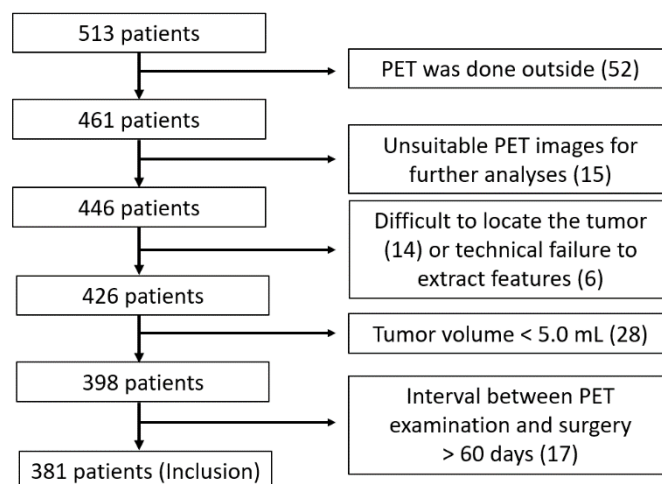 513 patients
PET was done outside (52)
461 patients
Unsuitable PET images for
further analyses (15)
446 patients
Difficult to locate the tumor
(14) or technical failure to
extract features (6)
426 patients
Tumor volume < 5.0 mL (28)
398 patients
Interval between PET
examination and surgery
> 60 days (17)
381 patients (Inclusion)